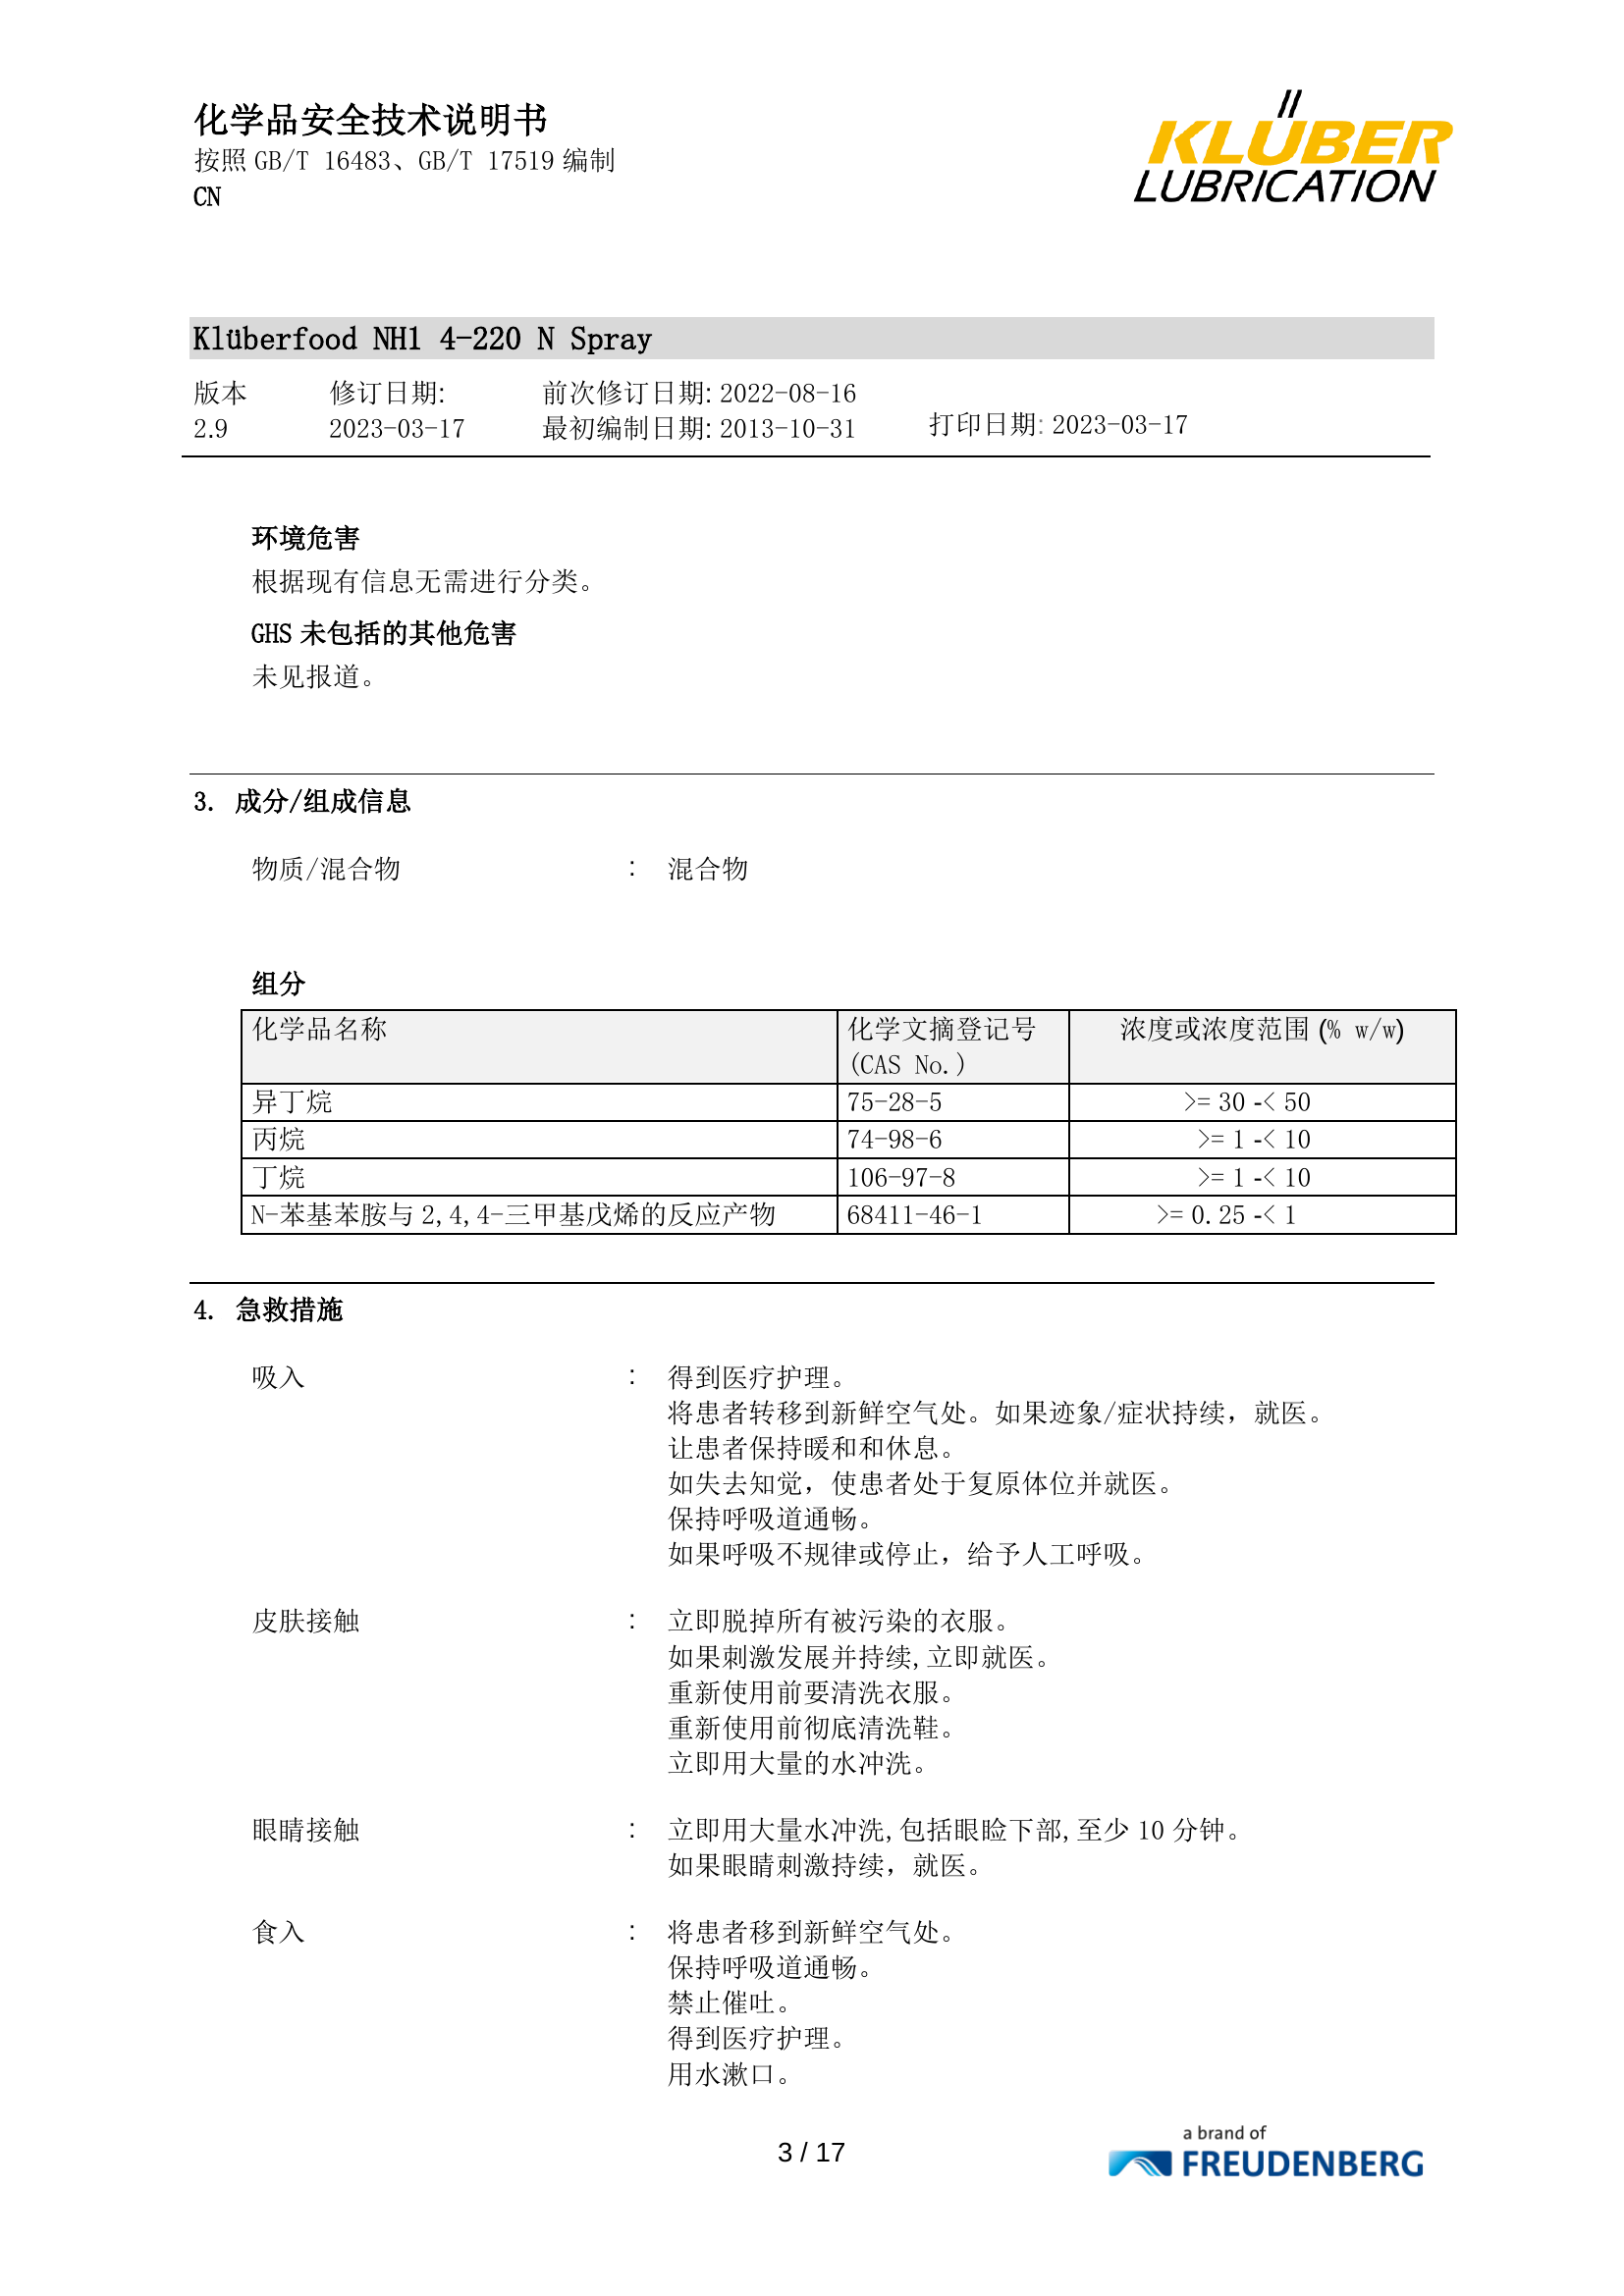 化学品安全技术说明书
按照 GB/T 16483、GB/T 17519 编制
CN
KLÜBER
LUBRICATION
Klüberfood NH1 4-220 N Spray
版本 修订日期: 前次修订日期: 2022-08-16
2.9 2023-03-17 最初编制日期: 2013-10-31 打印日期: 2023-03-17
环境危害
根据现有信息无需进行分类。
GHS 未包括的其他危害
未见报道。
3. 成分/组成信息
物质/混合物 : 混合物
组分
化学品名称 化学文摘登记号 浓度或浓度范围 (% w/w)
(CAS No.)
异丁烷 75-28-5 >= 30 -< 50
丙烷 74-98-6 >= 1 -< 10
丁烷 106-97-8 >= 1 -< 10
N-苯基苯胺与 2,4,4-三甲基戊烯的反应产物 68411-46-1 >= 0.25 -< 1
4. 急救措施
吸入 : 得到医疗护理。
将患者转移到新鲜空气处。如果迹象/症状持续，就医。
让患者保持暖和和休息。
如失去知觉，使患者处于复原体位并就医。
保持呼吸道通畅。
如果呼吸不规律或停止，给予人工呼吸。
皮肤接触 : 立即脱掉所有被污染的衣服。
如果刺激发展并持续,立即就医。
重新使用前要清洗衣服。
重新使用前彻底清洗鞋。
立即用大量的水冲洗。
眼睛接触 : 立即用大量水冲洗,包括眼睑下部,至少 10 分钟。
如果眼睛刺激持续，就医。
食入 : 将患者移到新鲜空气处。
保持呼吸道通畅。
禁止催吐。
得到医疗护理。
用水漱口。
3 / 17
a brand of
FREUDENBERG